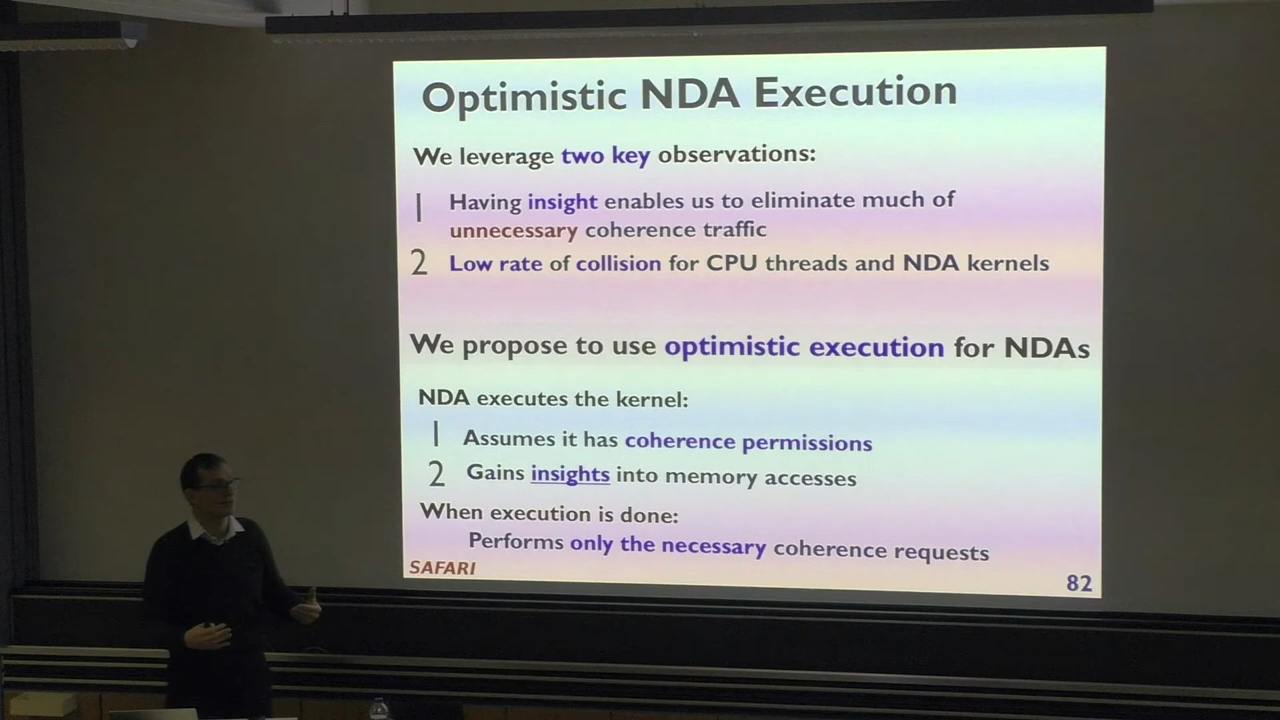 Optimistic NDA Execution
We leverage two key observations:
1 Having insight enables us to eliminate much of
unnecessary coherence traffic
2 Low rate of collision for CPU threads and NDA kernels
We propose to use optimistic execution for NDAs
NDA executes the kernel:
1 Assumes it has coherence permissions
2 Gains insights into memory accesses
When execution is done:
Performs only the necessary coherence requests
SAFARI
82